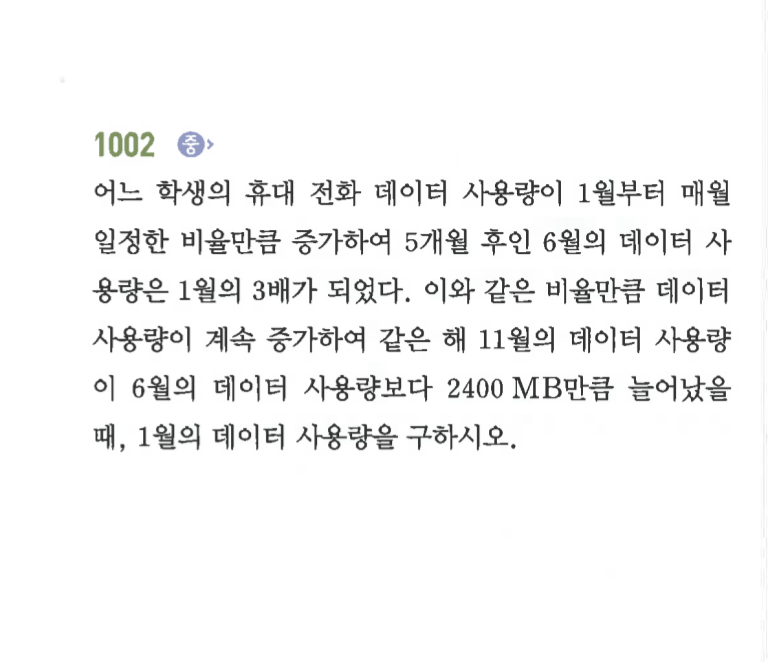 1002 중
어느 학생의 휴대 전화 데이터 사용량이 1월부터 매월
일정한 비율만큼 증가하여 5개월 후인 6월의 데이터 사
용량은 1월의 3배가 되었다. 이와 같은 비율만큼 데이터
사용량이 계속 증가하여 같은 해 11월의 데이터 사용량
이 6월의 데이터 사용량보다 2400 MB만큼 늘어났을
때, 1월의 데이터 사용량을 구하시오.